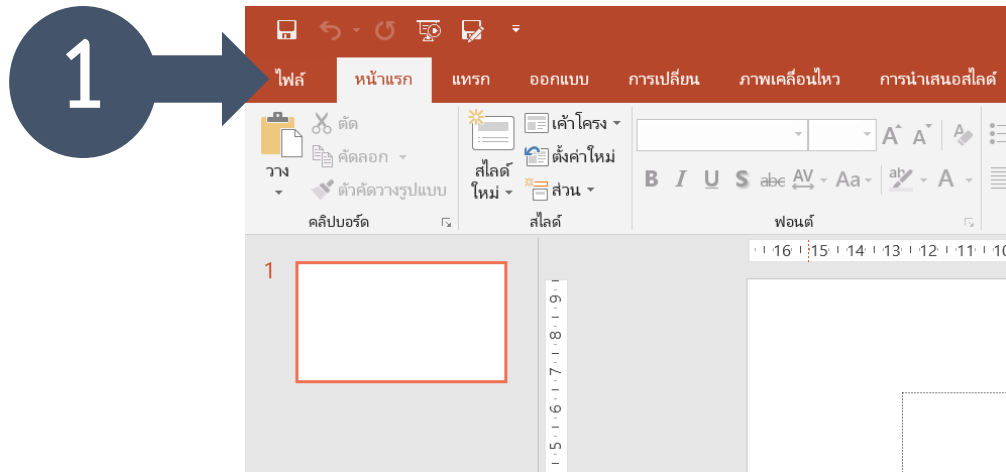 1
ไฟล์ หน้าแรก แทรก ออกแบบ การเปลี่ยน ภาพเคลื่อนไหว การนำเสนอสไลด์
วาง
ตัด
คัดลอก
ตัวคัดวางรูปแบบ
คลิปบอร์ด
สไลด์
ใหม่
เค้าโครง
ตั้งค่าใหม่
ส่วน
สไลด์
A A A
B I U S abc AV Aa ab A
ฟอนต์
1
16 15 14 13 12 11 10
9
8
7
6
5